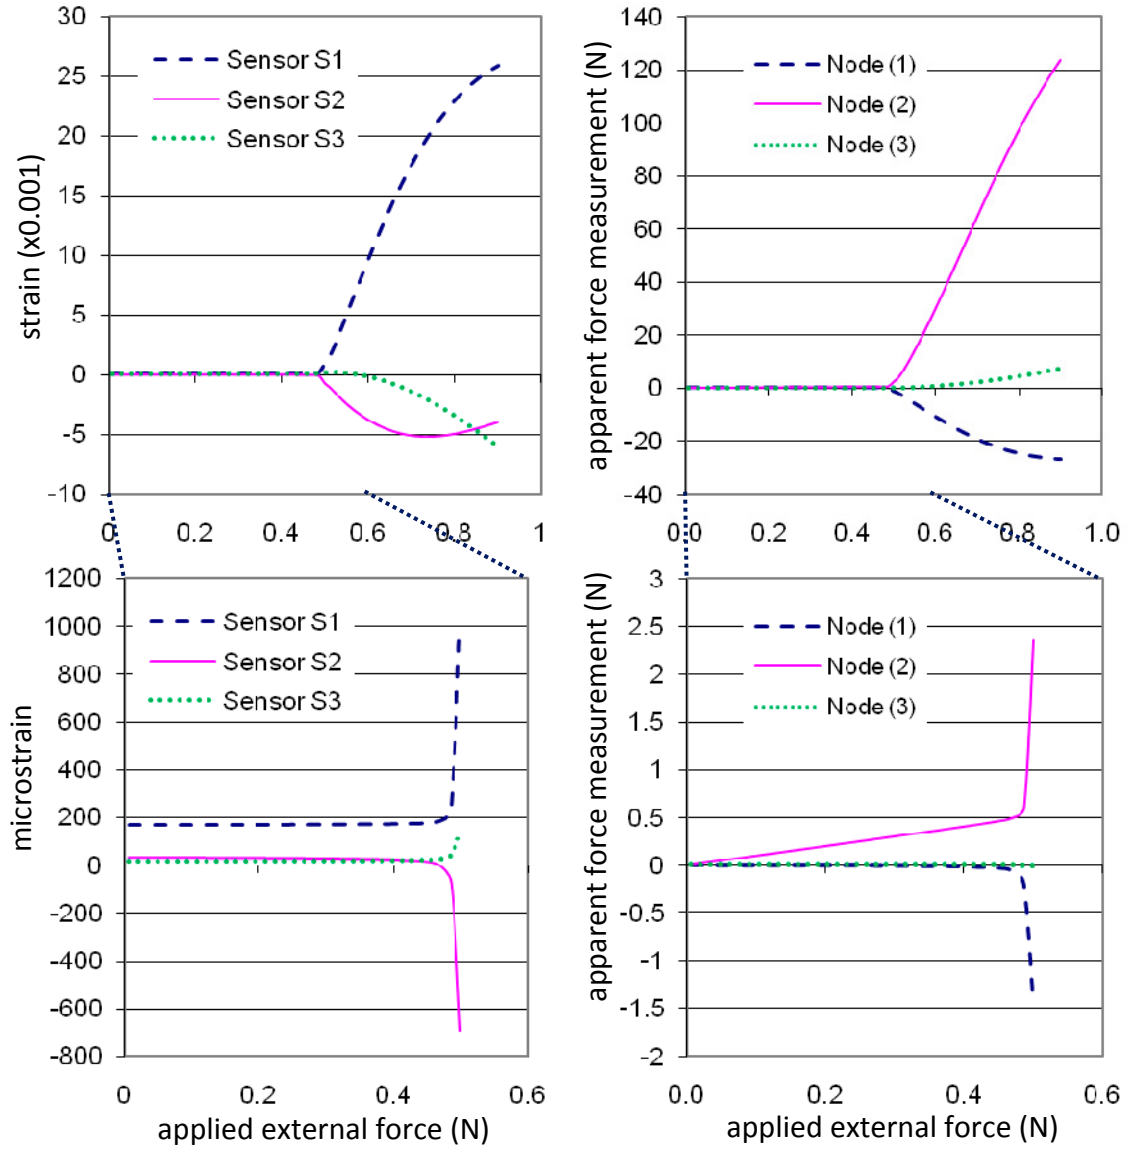 strain (x0.001)
30
25
20
15
10
5
0
-5
-10
Sensor S1
Sensor S2
Sensor S3
0 0.2 0.4 0.6 0.8 1
apparent force measurement (N)
140
120
100
80
60
40
20
0
-20
-40
Node (1)
Node (2)
Node (3)
0.0 0.2 0.4 0.6 0.8 1.0
microstrain
1200
1000
800
600
400
200
0
-200
-400
-600
-800
Sensor S1
Sensor S2
Sensor S3
0 0.2 0.4 0.6
applied external force (N)
apparent force measurement (N)
3
2.5
2
1.5
1
0.5
0
-0.5
-1
-1.5
-2
Node (1)
Node (2)
Node (3)
0.0 0.2 0.4 0.6
applied external force (N)